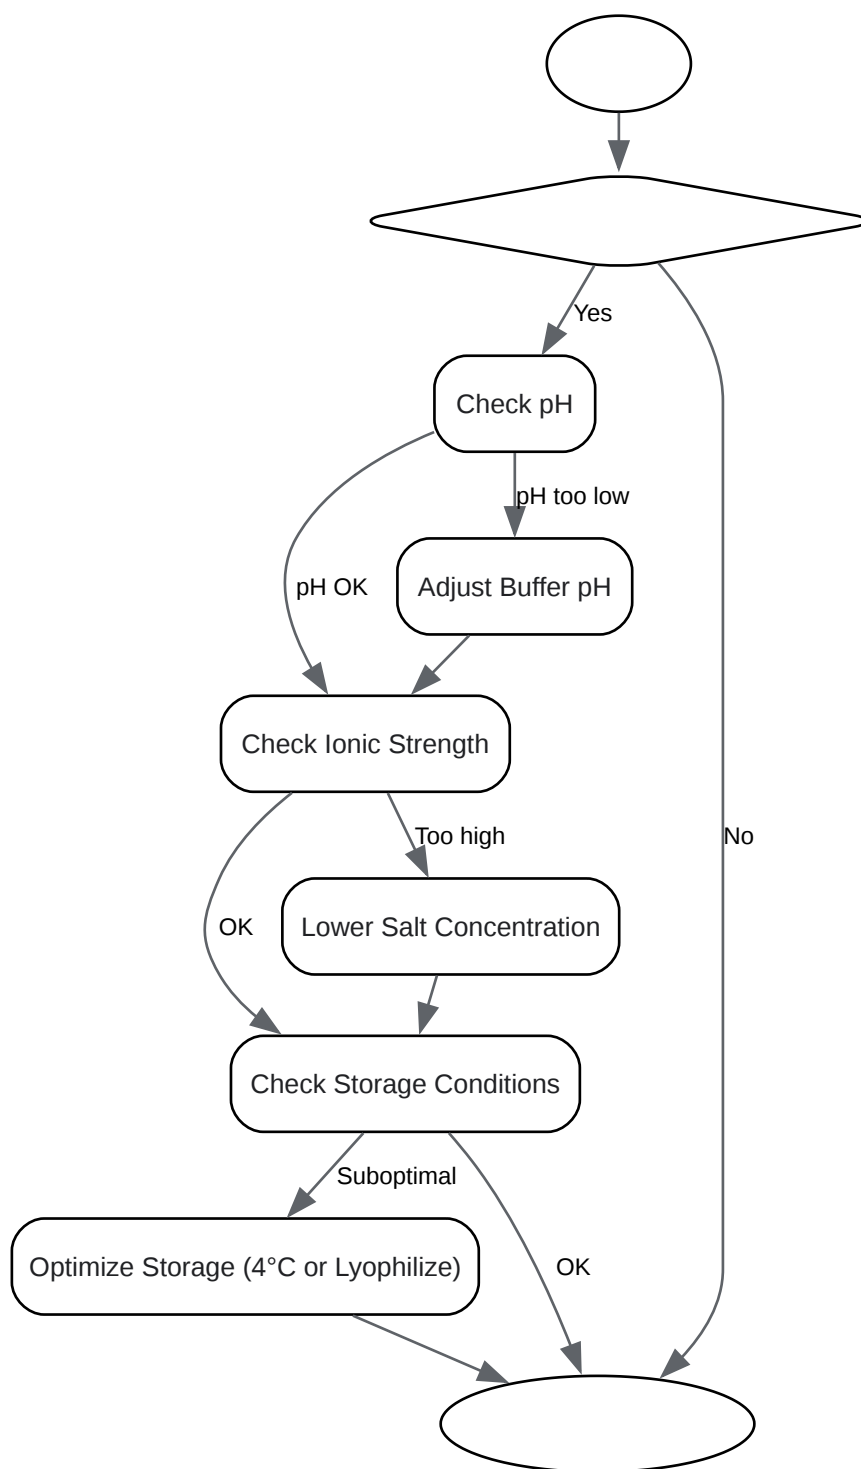 Yes
Check pH
pH too low
pH OK
Adjust Buffer pH
Check Ionic Strength
Too high
No
OK
Lower Salt Concentration
Check Storage Conditions
Suboptimal
Optimize Storage (4°C or Lyophilize)
OK